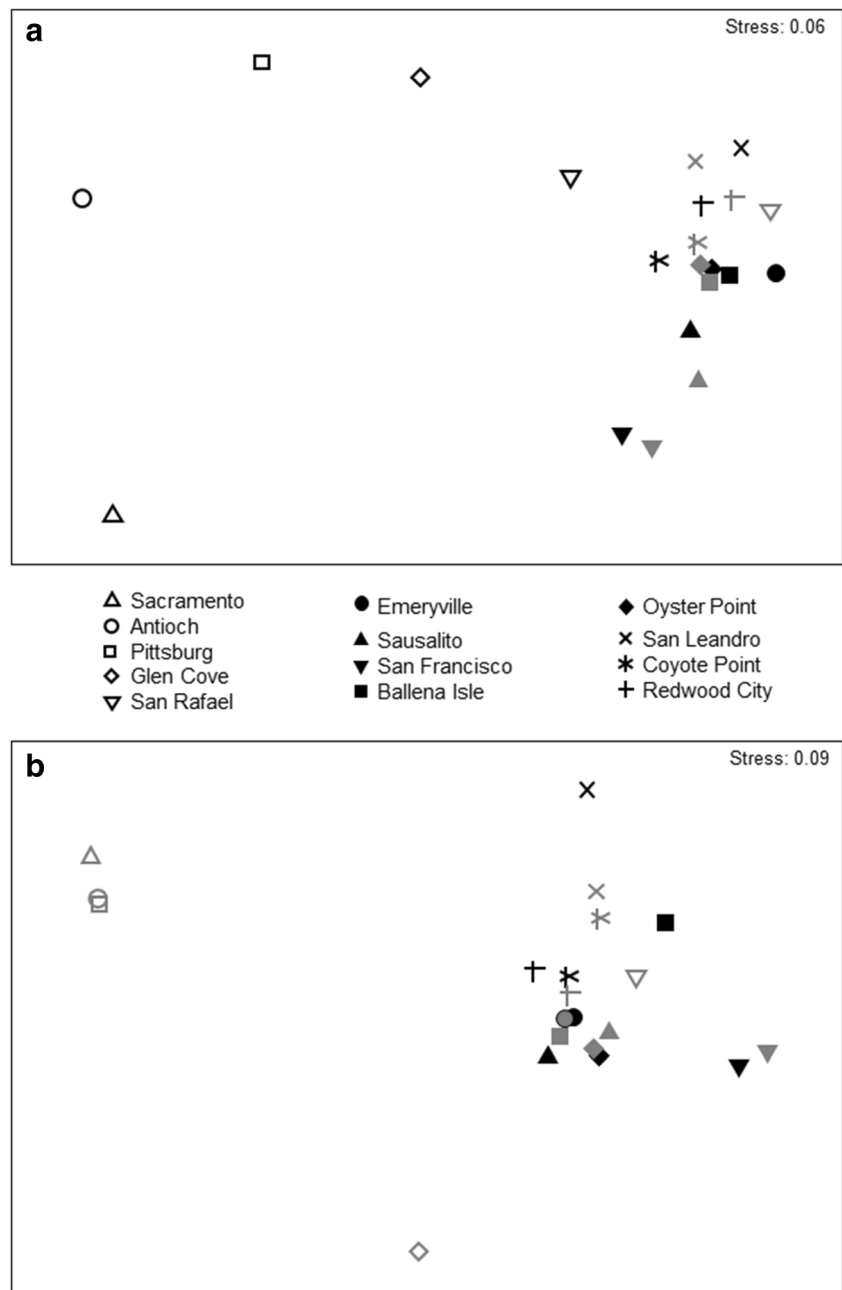 a
Stress: 0.06
Sacramento
Antioch
Pittsburg
Glen Cove
San Rafael
Emeryville
Sausalito
San Francisco
Ballena Isle
Oyster Point
San Leandro
Coyote Point
Redwood City
b
Stress: 0.09